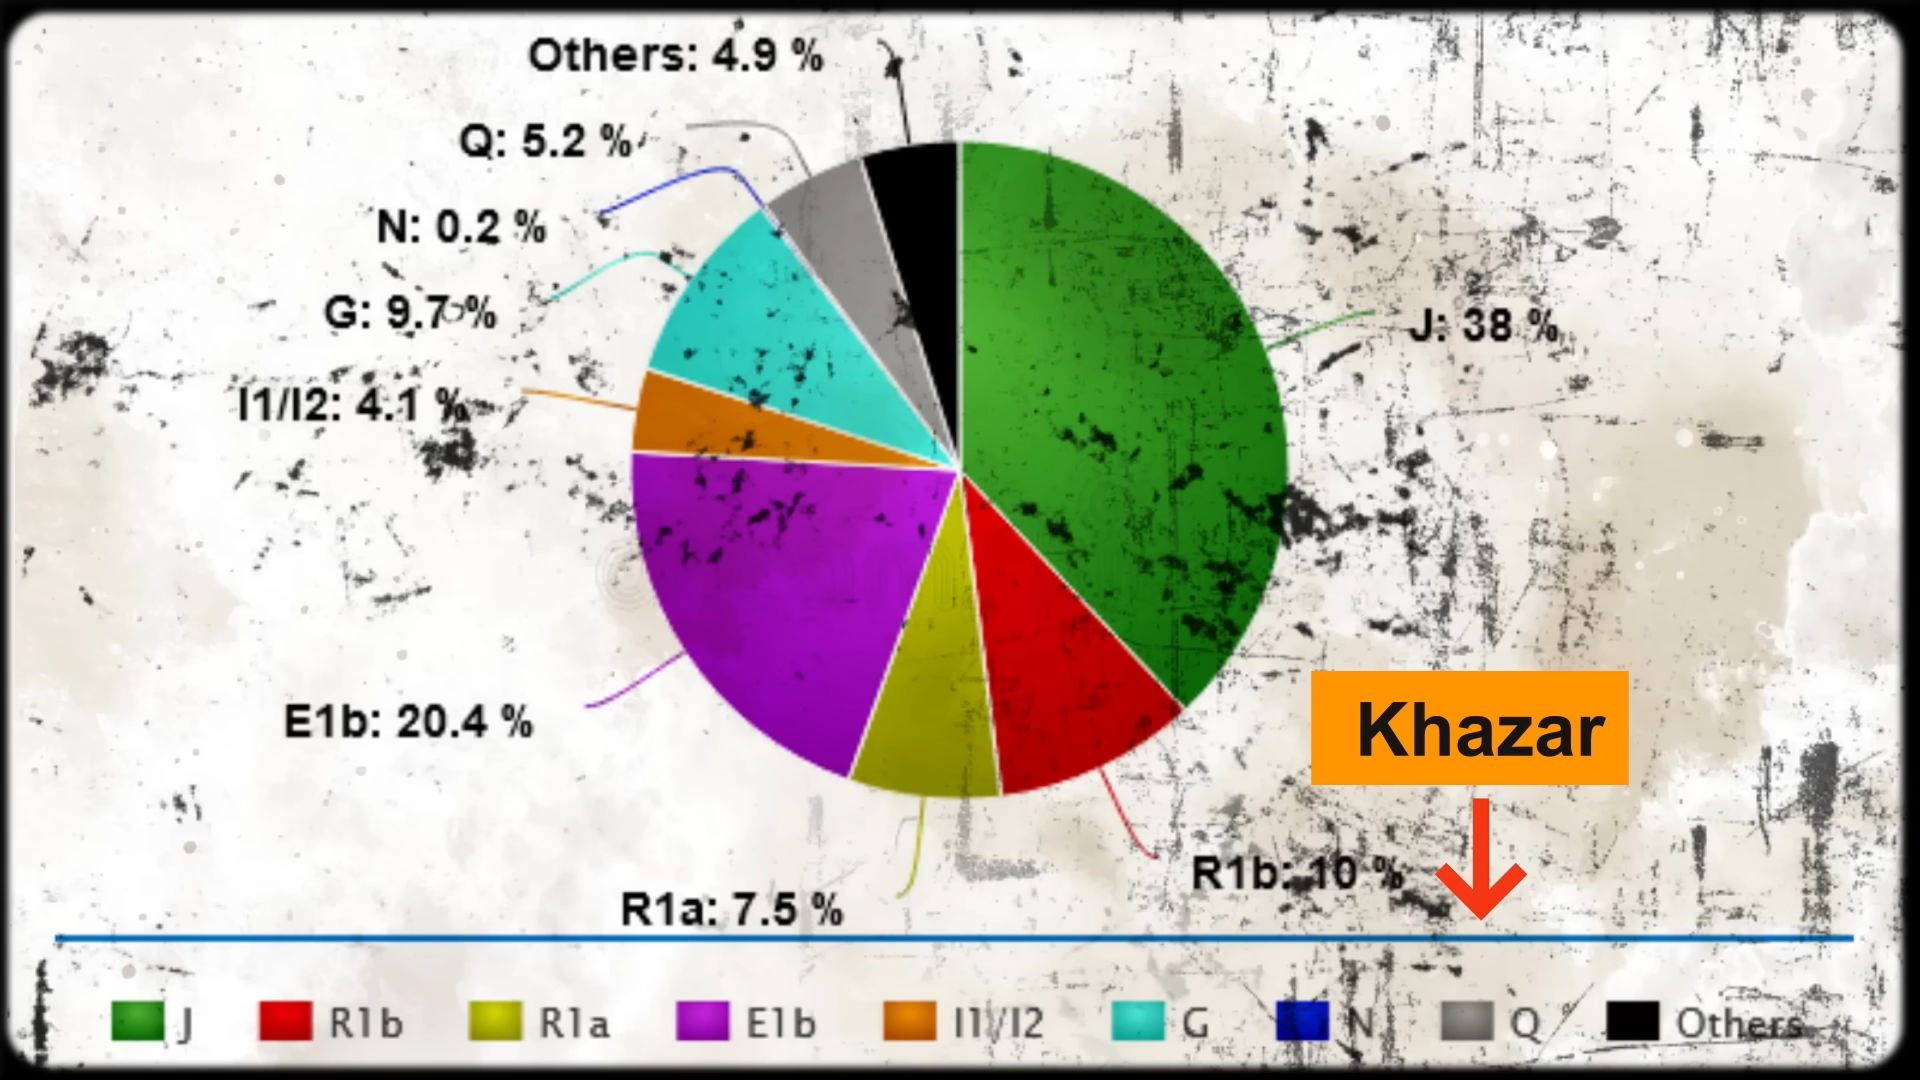 Others: 4.9 %
Q: 5.2 %
N: 0.2 %
G: 9.7 %
J: 38 %
I1/I2: 4.1 %
E1b: 20.4 %
Khazar
R1b: 10 %
R1a: 7.5 %
J R1b R1a E1b I1/I2 G N Q Others